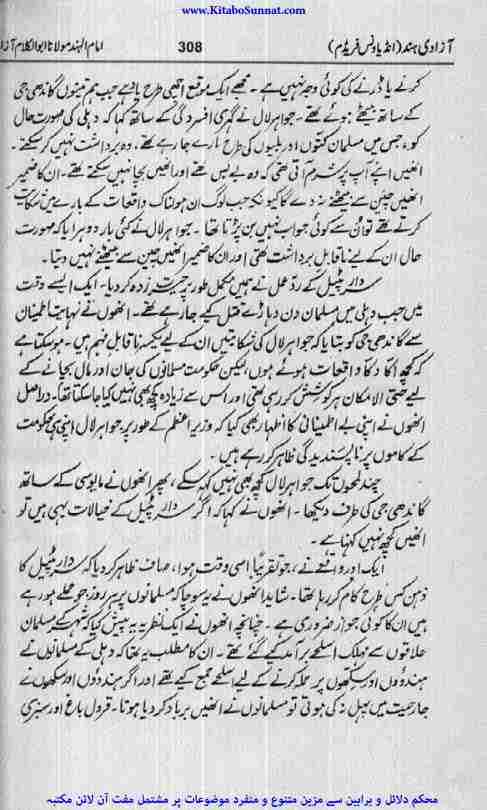 www.KitaboSunnat.com
آزادی ہند (انڈیا ونس فریڈم) 308 امام الہند مولانا ابوالکلام آزا
کرنے یا ڈرنے کی کوئی وجہ نہیں ہے ۔ مجھے ایک موقع اچھی طرح یاد ہے جب ہم تینوں گاندھی جی
کے ساتھ بیٹھے ہوئے تھے ۔ جواہر لال نے گہری افسردگی کے ساتھ کہا کہ دہلی کی صورت حال
کو ، جس میں مسلمان کتوں اور بلیوں کی طرح مارے جا رہے تھے ، وہ برداشت نہیں کر سکتے ۔
انھیں اپنے آپ پر شرم آتی تھی کہ وہ بے بس تھے اور انھیں بچا نہیں سکتے تھے ۔ ان کا ضمیر
انھیں چین سے بیٹھنے نہ دے گا کیونکہ جب لوگ ان ہولناک واقعات کے بارے میں شکایت
کرتے تھے تو ان سے کوئی جواب نہیں بن پڑتا تھا ۔ جواہر لال نے کئی بار دوہرایا کہ صورت
حال ان کے لیے ناقابل برداشت تھی اور ان کا ضمیر انھیں چین سے بیٹھنے نہیں دیتا ۔
سردار پٹیل کے ردّ عمل نے ہمیں مکمل طور پر حیرت زدہ کر دیا ۔ ایک ایسے وقت
میں جب دہلی میں مسلمان دن دہاڑے قتل کیے جا رہے تھے ۔ انھوں نے نہایت اطمینان
سے گاندھی جی کو بتایا کہ جواہر لال کی شکایتیں ان کے لیے یکسر ناقابل فہم ہیں ۔ ہو سکتا ہے
کہ کچھ اکا دکا واقعات ہوئے ہوں ، لیکن حکومت مسلمانوں کی جان اور مال بچانے کے
لیے حتی الامکان ہر کوشش کر رہی تھی اور اس سے زیادہ کچھ بھی نہیں کیا جا سکتا تھا ۔ دراصل
انھوں نے اپنی بے اطمینانی کا اظہار بھی کیا کہ وزیر اعظم کے طور پر جواہر لال اپنی ہی حکومت
کے کاموں پر ناپسندیدگی ظاہر کر رہے ہیں ۔
چند لمحوں تک جواہر لال کچھ بھی نہیں کہہ سکے ، پھر انھوں نے مایوسی کے ساتھ
گاندھی جی کی طرف دیکھا ۔ انھوں نے کہا کہ اگر سردار پٹیل کے خیالات یہی ہیں تو
انھیں کچھ نہیں کہنا ہے ۔
ایک اور واقعے نے ، جو تقریباً اسی وقت ہوا ، صاف ظاہر کر دیا کہ سردار پٹیل کا
ذہن کس طرح کام کر رہا تھا ۔ شاید انھوں نے یہ سوچا کہ مسلمانوں پر ہر روز جو حملے ہو رہے
ہیں ان کا کوئی جواز ضروری ہے ۔ چنانچہ انھوں نے ایک نظریہ یہ پیش کیا کہ شہر کے مسلمان
علاقوں سے مہلک اسلحے برآمد کیے گئے تھے ۔ ان کا مطلب یہ تھا کہ دہلی کے مسلمانوں نے
ہندوؤں اور سکھوں پر حملہ کرنے کے لیے اسلحے جمع کیے تھے اور اگر ہندوؤں اور سکھوں نے
جارحیت میں پہل نہ کی ہوتی تو مسلمانوں نے انھیں برباد کر دیا ہوتا ۔ قرول باغ اور سبزی
محکم دلائل و براہین سے مزین متنوع و منفرد موضوعات پر مشتمل مفت آن لائن مکتبہ